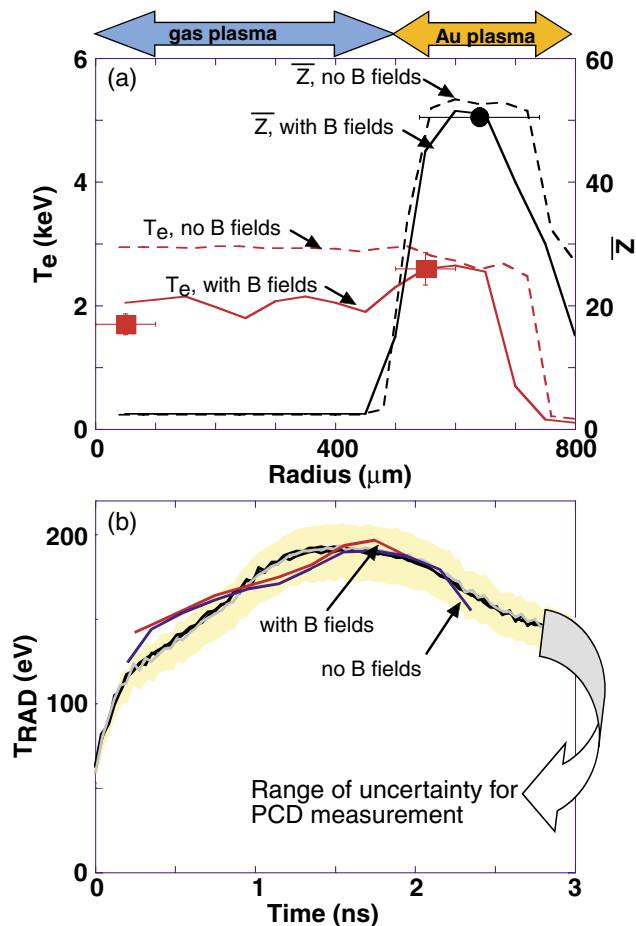 gas plasma Au plasma
(a)
Z, no B fields
Z, with B fields
Te, no B fields
Te, with B fields
Te (keV)
6
4
2
0
Z
60
40
20
0
0 400 800
Radius (μm)
(b)
TRAD (eV)
200
100
0
with B fields
no B fields
Range of uncertainty for
PCD measurement
0 1 2 3
Time (ns)